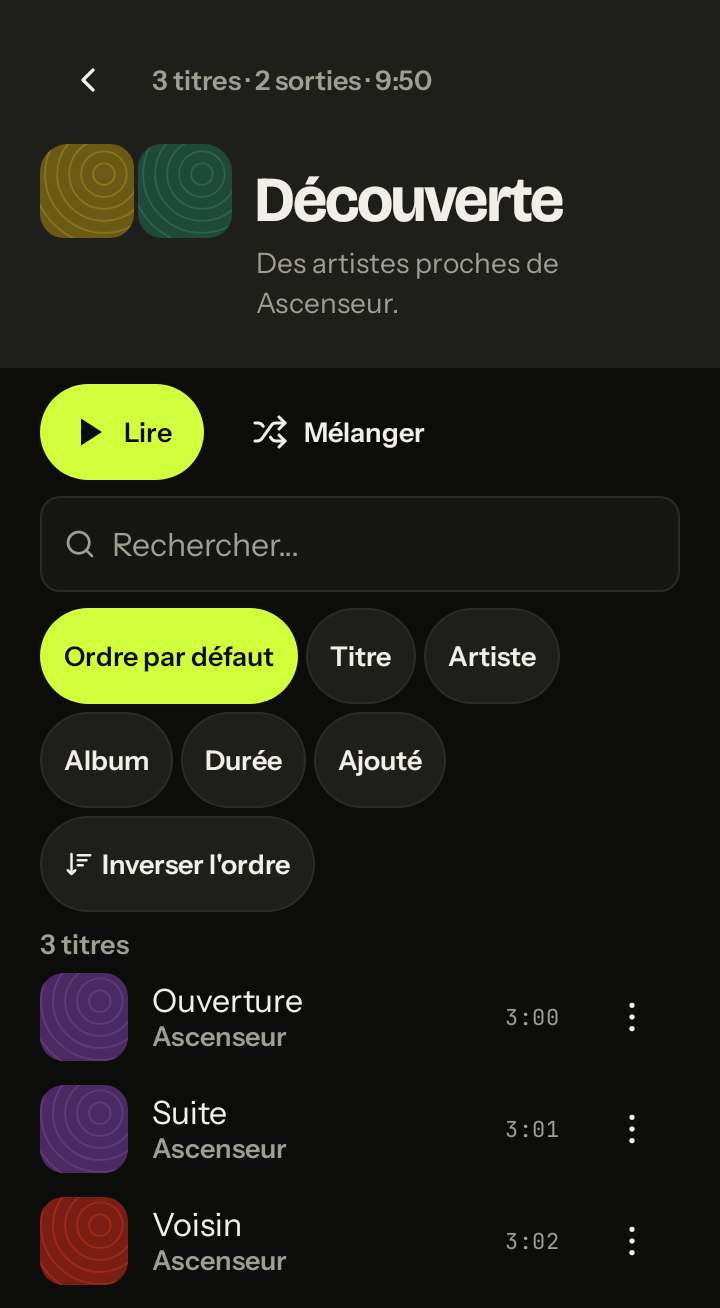 3 titres · 2 sorties · 9:50
Découverte
Des artistes proches de
Ascenseur.
Lire
Mélanger
Rechercher...
Ordre par défaut
Titre
Artiste
Album
Durée
Ajouté
Inverser l'ordre
3 titres
Ouverture
3:00
Ascenseur
Suite
3:01
Ascenseur
Voisin
3:02
Ascenseur